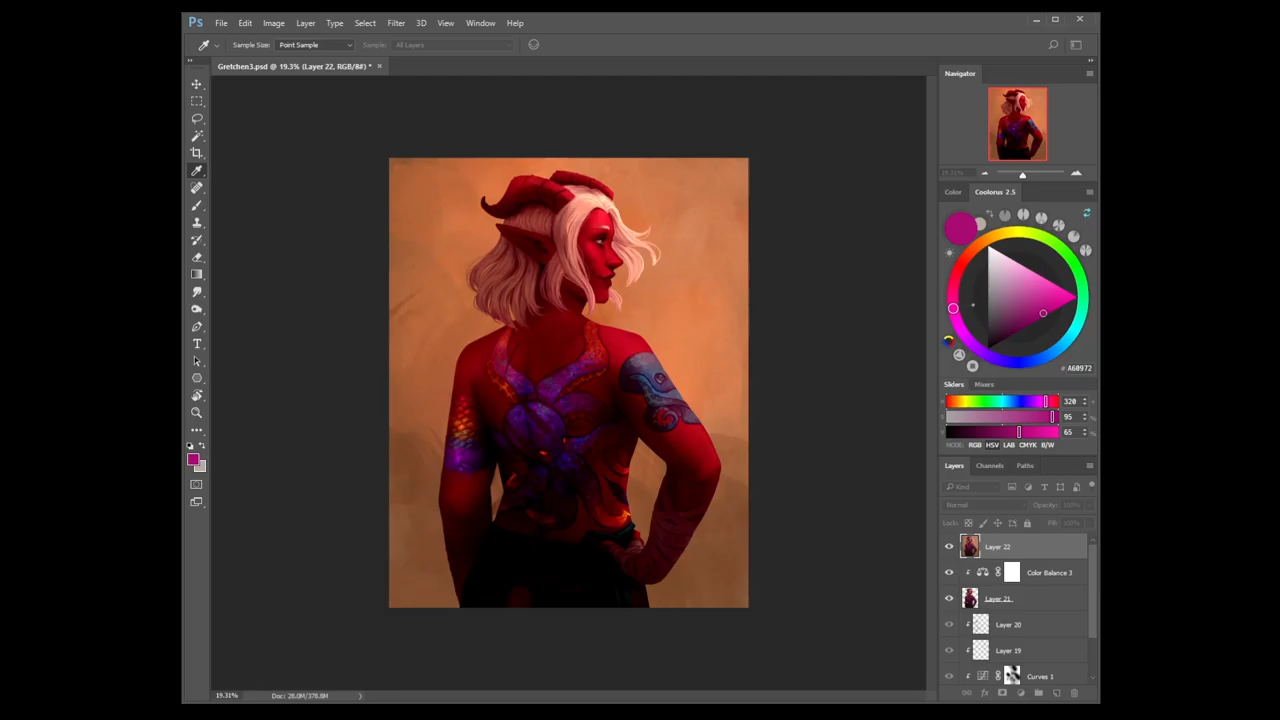 Ps File Edit Image Layer Type Select Filter 3D View Window Help
Sample Size: Point Sample Sample: All Layers
Gretchen3.psd @ 19.3% (Layer 22, RGB/8#) * ×
Navigator
19.31%
Color Coolorus 2.5
# A60972
Sliders Mixers
320
S 95 %
65 %
MODE: RGB HSV LAB CMYK B/W
Layers Channels Paths
Kind
Normal Opacity: 100%
Lock: Fill: 100%
Layer 22
Color Balance 3
Layer 21
Layer 20
Layer 19
Curves 1
19.31% Doc: 28.0M/378.8M